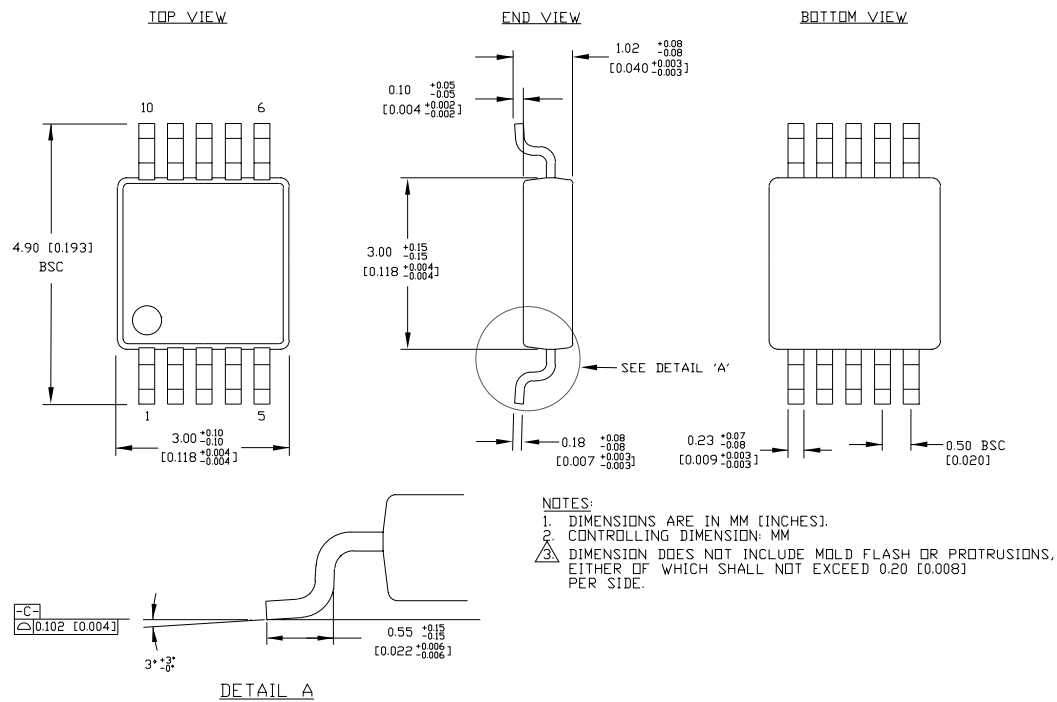 TOP VIEW
END VIEW
BOTTOM VIEW
1.02 +0.08 -0.08
[0.040 +0.003 -0.003]
0.10 +0.05 -0.05
[0.004 +0.002 -0.002]
10
6
4.90 [0.193]
BSC
3.00 +0.15 -0.15
[0.118 +0.004 -0.004]
SEE DETAIL 'A'
1
5
3.00 +0.10 -0.10
[0.118 +0.004 -0.004]
0.18 +0.08 -0.08
[0.007 +0.003 -0.003]
0.23 +0.07 -0.08
[0.009 +0.003 -0.003]
0.50 BSC
[0.020]
NOTES:
1. DIMENSIONS ARE IN MM [INCHES].
2. CONTROLLING DIMENSION: MM
3. DIMENSION DOES NOT INCLUDE MOLD FLASH OR PROTRUSIONS,
EITHER OF WHICH SHALL NOT EXCEED 0.20 [0.008]
PER SIDE.
-C-
0.102 [0.004]
3° +3° -0°
0.55 +0.15 -0.15
[0.022 +0.006 -0.006]
DETAIL A